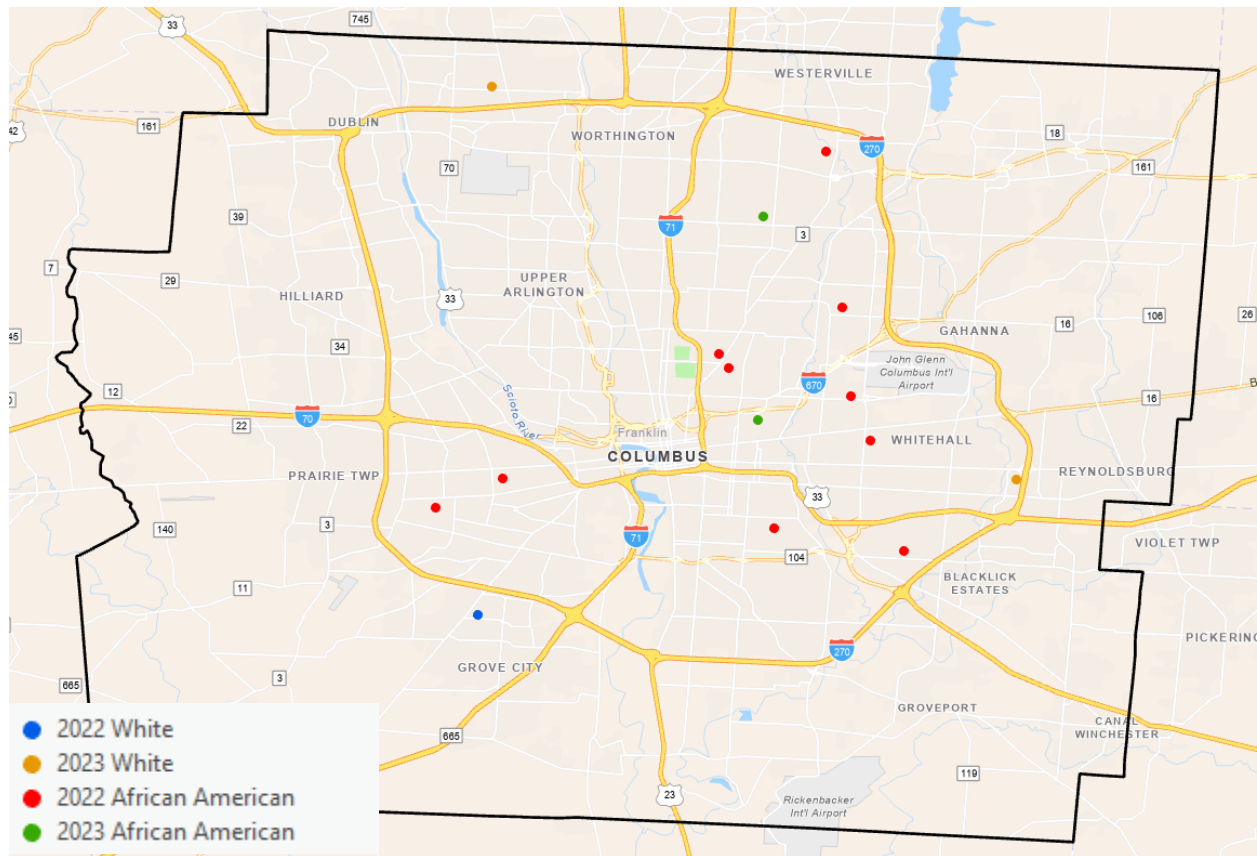 33
745
WESTERVILLE
DUBLIN
161
42
WORTHINGTON
18
270
161
70
39
3
71
7
29
UPPER
ARLINGTON
HILLIARD
33
45
34
GAHANNA
16
106
26
John Glenn
Columbus Int'l
Airport
670
12
16
Scioto River
70
22
Franklin
WHITEHALL
COLUMBUS
PRAIRIE TWP
REYNOLDSBURG
33
3
140
71
104
VIOLET TWP
BLACKLICK
ESTATES
11
PICKERING
270
GROVE CITY
3
665
GROVEPORT
CANAL
WINCHESTER
665
119
23
Rickenbacker
Int'l Airport
2022 White
2023 White
2022 African American
2023 African American